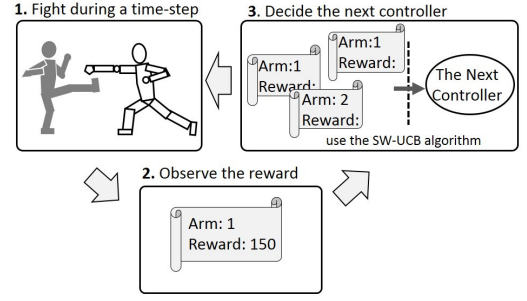 1. Fight during a time-step
3. Decide the next controller
Arm:1
Reward:
Arm:1
Reward:
Arm: 2
Reward:
The Next
Controller
use the SW-UCB algorithm
2. Observe the reward
Arm: 1
Reward: 150